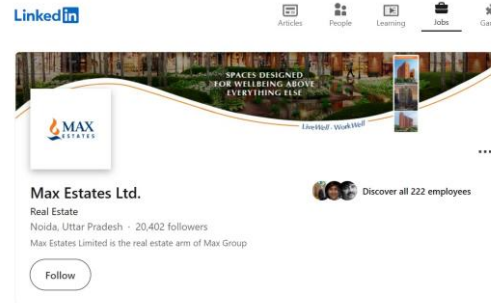 Linked in
Articles
People
Learning
Jobs
SPACES DESIGNED
FOR WELLBEING ABOVE
EVERYTHING ELSE
LiveWell - WorkWell
MAX
ESTATES
...
Max Estates Ltd.
Real Estate
Noida, Uttar Pradesh · 20,402 followers
Max Estates Limited is the real estate arm of Max Group
Discover all 222 employees
Follow